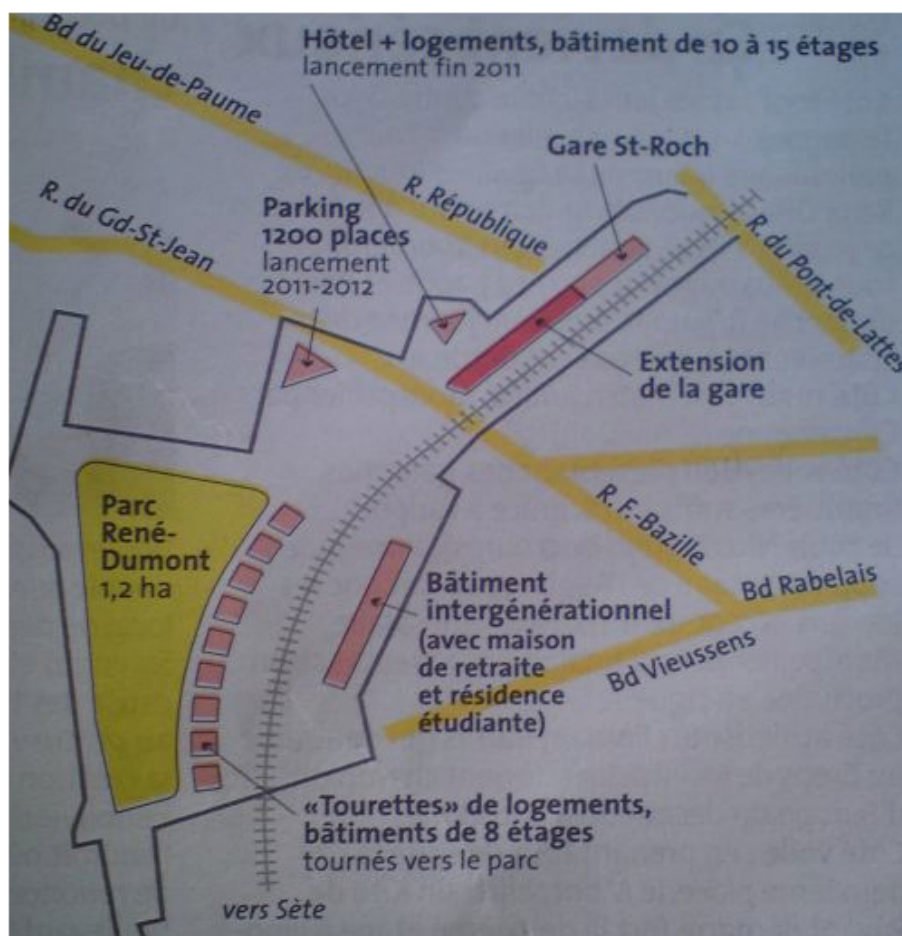 Bd du Jeu-de-Paume
Hôtel + logements, bâtiment de 10 à 15 étages
lancement fin 2011
Gare St-Roch
R. République
R. du Gd-St-Jean
Parking
1200 places
lancement
2011-2012
R. du Pont-de-Lattes
Extension
de la gare
Parc
René-
Dumont
1,2 ha
R. F.-Bazille
Bâtiment
intergénérationnel
(avec maison
de retraite
et résidence
étudiante)
Bd Rabelais
Bd Vieussens
«Tourettes» de logements,
bâtiments de 8 étages
tournés vers le parc
vers Sète